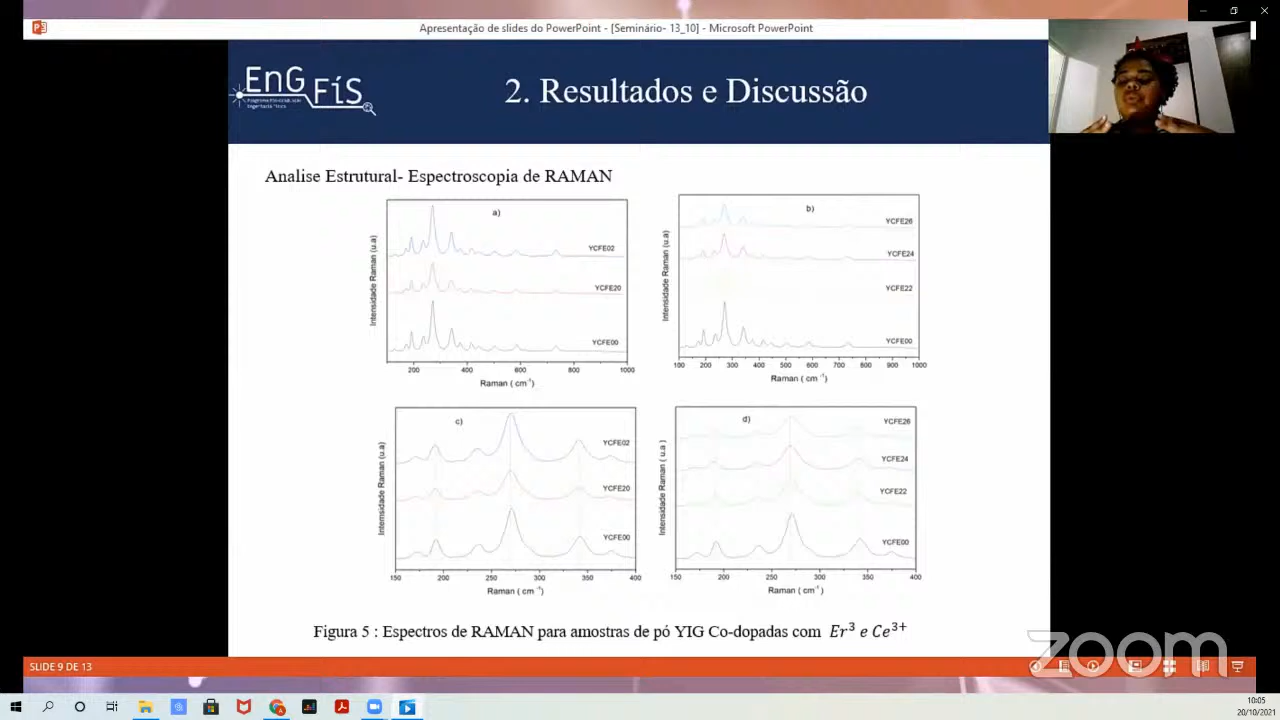 Apresentação de slides do PowerPoint - [Seminário- 13_10] - Microsoft PowerPoint
EnGFíS
2. Resultados e Discussão
Analise Estrutural- Espectroscopia de RAMAN
a)
YCFE02
YCFE20
YCFE00
Intensidade Raman (u.a)
200 400 600 800 1000
Raman ( cm⁻¹)
b)
YCFE26
YCFE24
YCFE22
YCFE00
Intensidade Raman (u.a)
100 200 300 400 500 600 700 800 900 1000
Raman (cm ⁻¹)
c)
YCFE02
YCFE20
YCFE00
Intensidade Raman (u.a)
150 200 250 300 350 400
Raman ( cm⁻¹)
d)
YCFE26
YCFE24
YCFE22
YCFE00
Intensidade Raman ( u.a )
150 200 250 300 350 400
Raman ( cm⁻¹ )
Figura 5 : Espectros de RAMAN para amostras de pó YIG Co-dopadas com Er³ e Ce³⁺
zoom
SLIDE 9 DE 13
10:05
20/10/2021